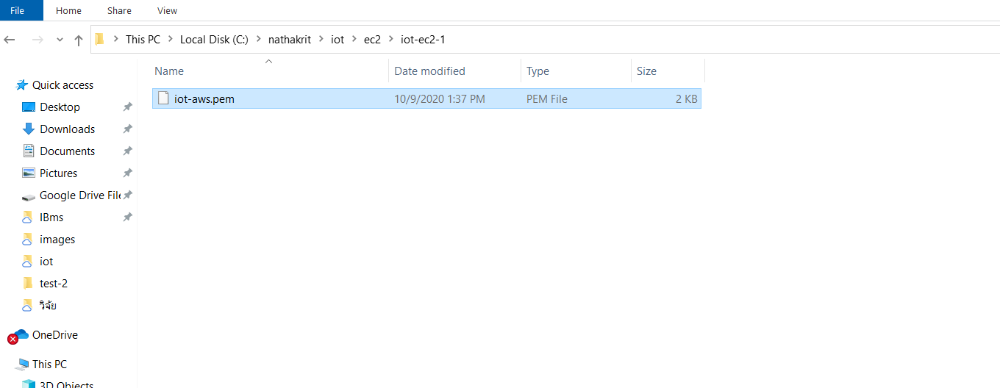 File Home Share View
This PC Local Disk (C:) nathakrit iot ec2 iot-ec2-1
Name Date modified Type Size
iot-aws.pem 10/9/2020 1:37 PM PEM File 2 KB
Quick access
Desktop
Downloads
Documents
Pictures
Google Drive File
IBms
images
iot
test-2
วิจัย
OneDrive
This PC
3D Objects